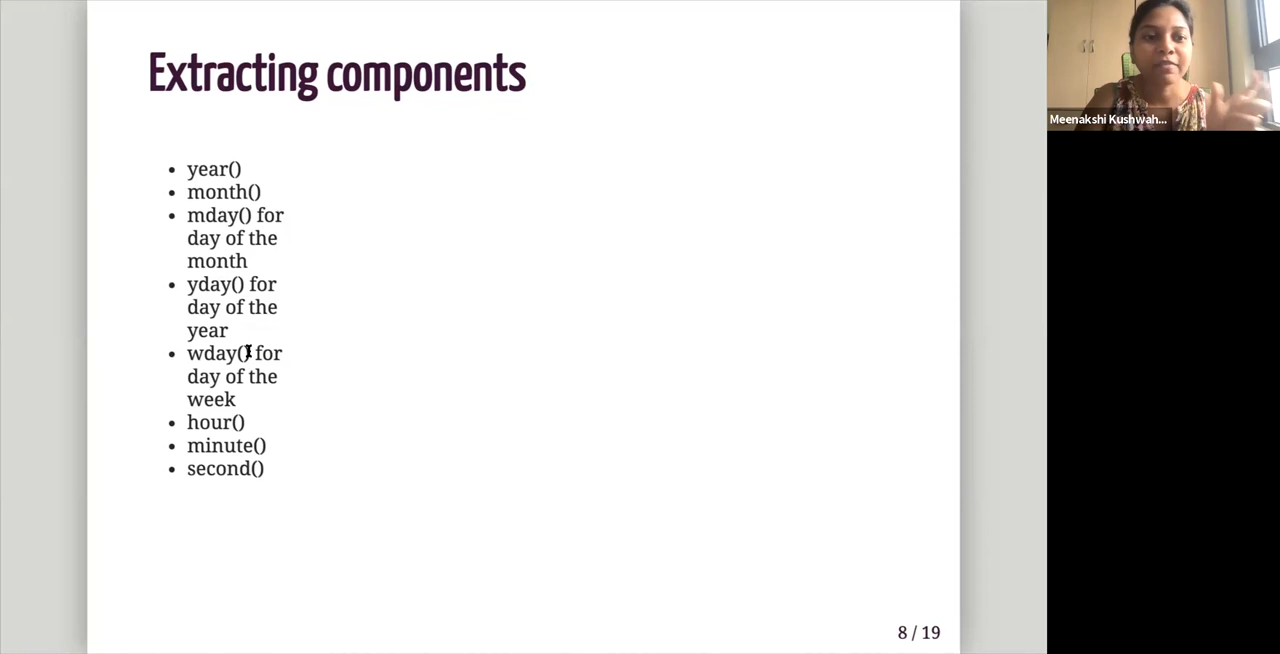 Extracting components
• year()
• month()
• mday() for
day of the
month
• yday() for
day of the
year
• wday() for
day of the
week
• hour()
• minute()
• second()
8 / 19
Meenakshi Kushwah...